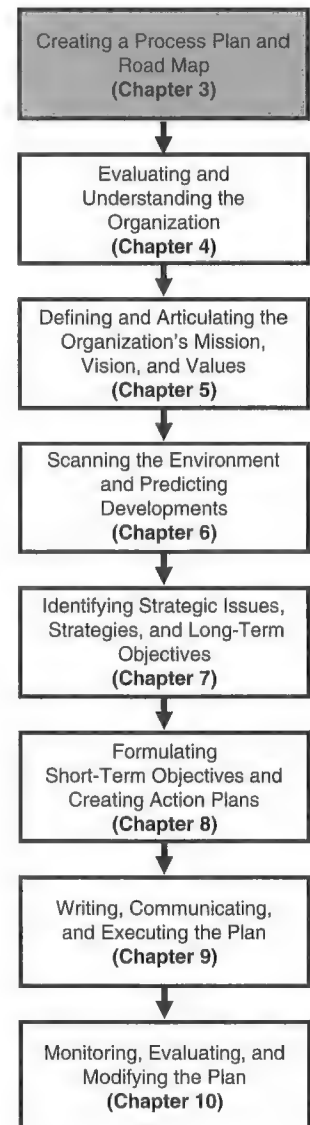 Creating a Process Plan and
Road Map
(Chapter 3)
Evaluating and
Understanding the
Organization
(Chapter 4)
Defining and Articulating the
Organization's Mission,
Vision, and Values
(Chapter 5)
Scanning the Environment
and Predicting
Developments
(Chapter 6)
Identifying Strategic Issues,
Strategies, and Long-Term
Objectives
(Chapter 7)
Formulating
Short-Term Objectives and
Creating Action Plans
(Chapter 8)
Writing, Communicating,
and Executing the Plan
(Chapter 9)
Monitoring, Evaluating, and
Modifying the Plan
(Chapter 10)